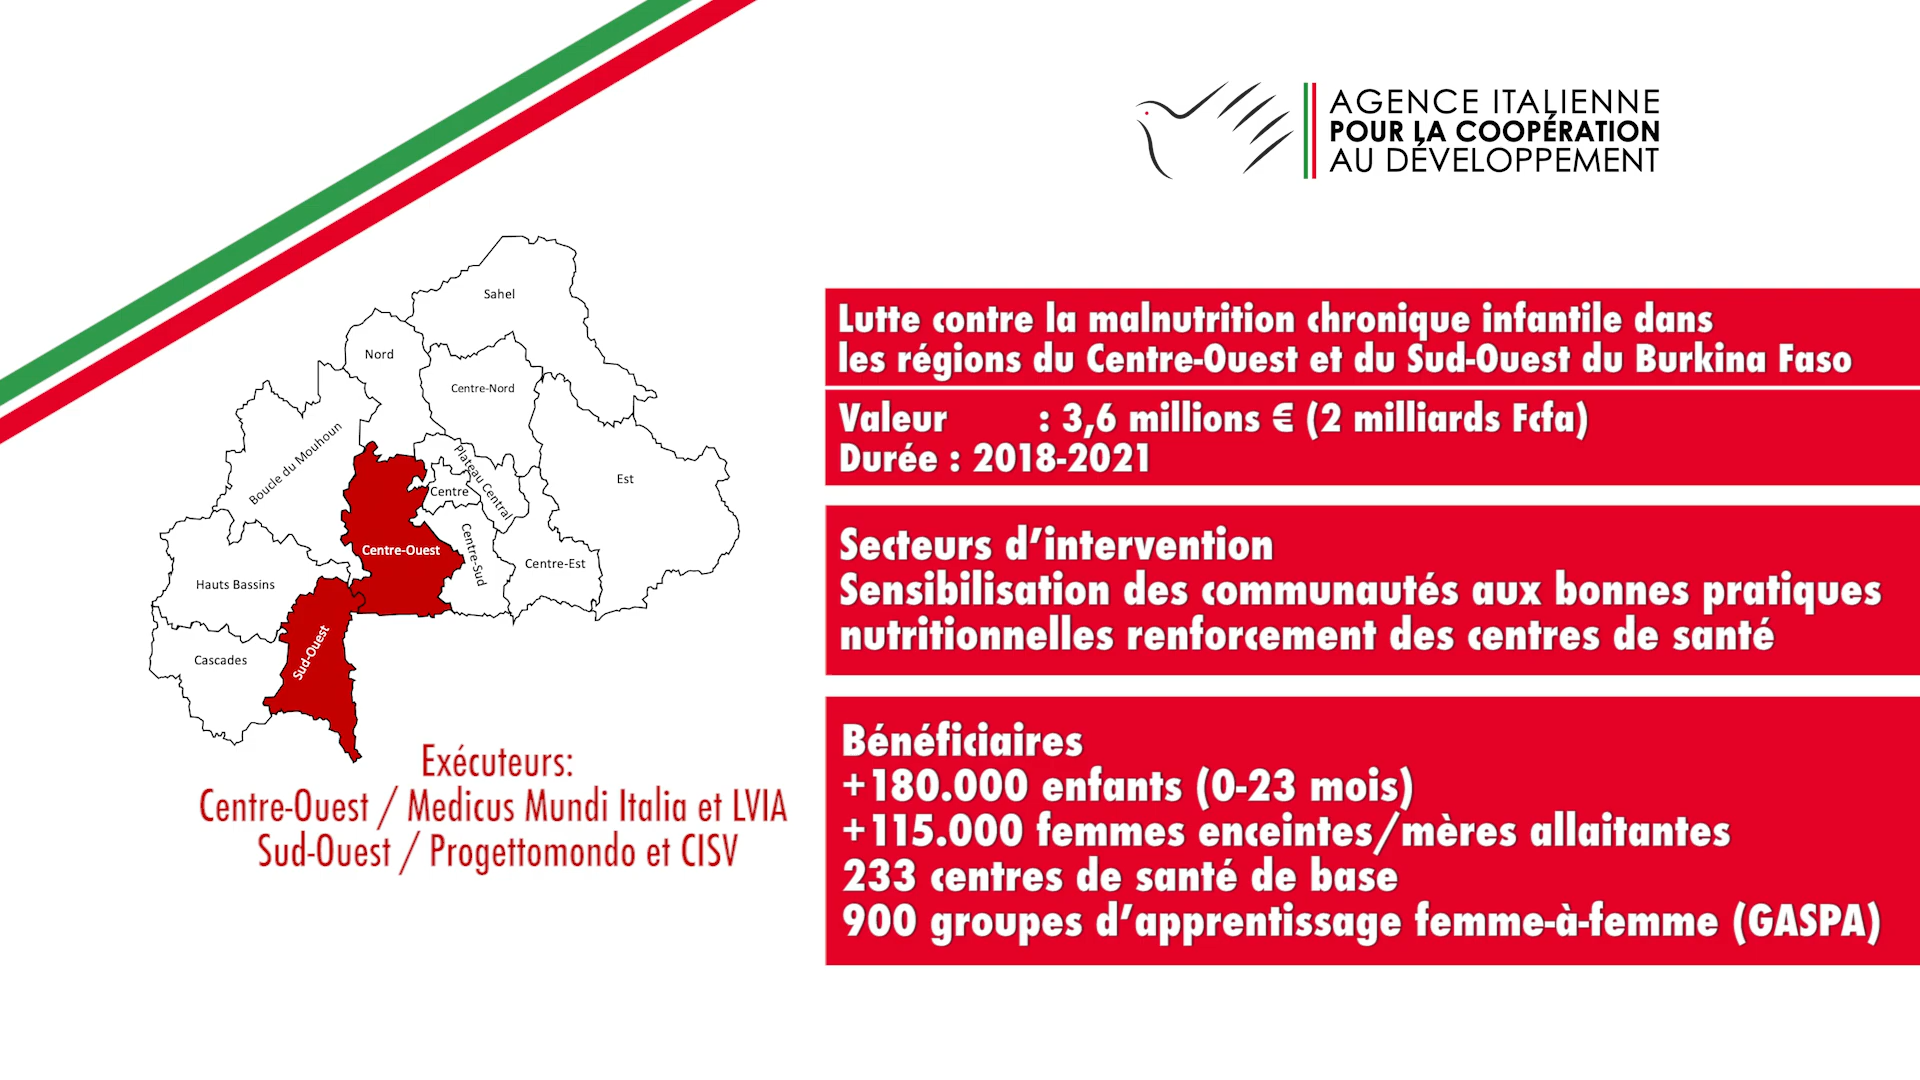 AGENCE ITALIENNE
POUR LA COOPÉRATION
AU DÉVELOPPEMENT
Sahel
Nord
Centre-Nord
Boucle du Mouhoun
Plateau Central
Est
Centre
Centre-Ouest
Centre-Sud
Centre-Est
Hauts Bassins
Sud-Ouest
Cascades
Exécuteurs:
Centre-Ouest / Medicus Mundi Italia et LVIA
Sud-Ouest / Progettomondo et CISV
Lutte contre la malnutrition chronique infantile dans
les régions du Centre-Ouest et du Sud-Ouest du Burkina Faso
Valeur : 3,6 millions € (2 milliards Fcfa)
Durée : 2018-2021
Secteurs d’intervention
Sensibilisation des communautés aux bonnes pratiques
nutritionnelles renforcement des centres de santé
Bénéficiaires
+180.000 enfants (0-23 mois)
+115.000 femmes enceintes/mères allaitantes
233 centres de santé de base
900 groupes d’apprentissage femme-à-femme (GASPA)